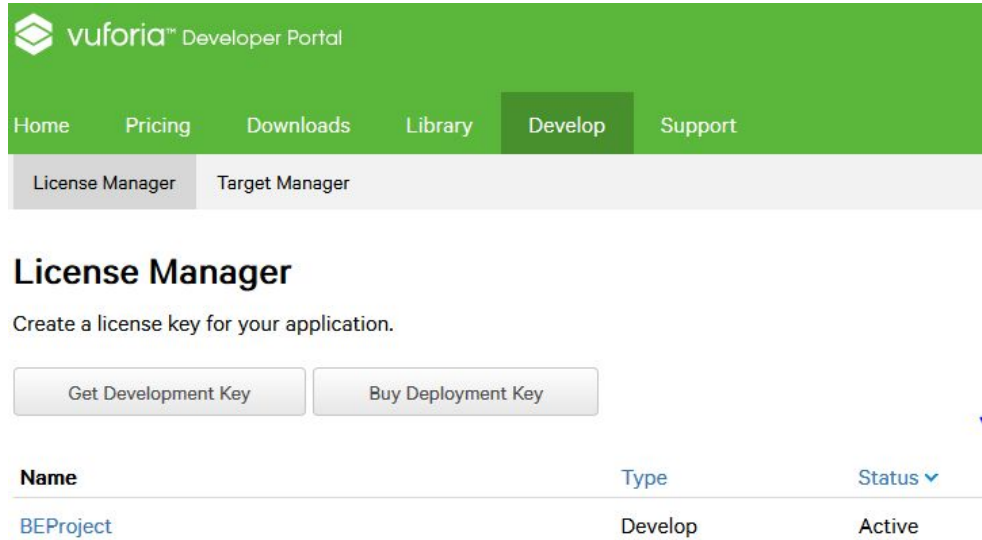 vuforia™ Developer Portal
Home Pricing Downloads Library Develop Support
License Manager Target Manager
License Manager
Create a license key for your application.
Get Development Key Buy Deployment Key
Name Type Status
BEProject Develop Active